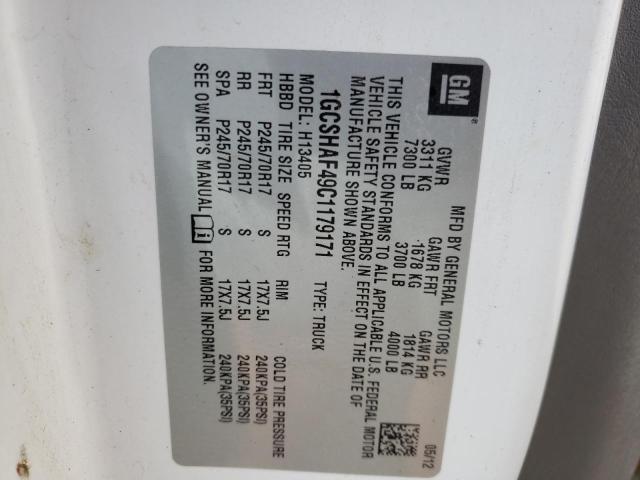 GM
MFD BY GENERAL MOTORS LLC 05/12
GVWR GAWR FRT GAWR RR
3311 KG 1678 KG 1814 KG
7300 LB 3700 LB 4000 LB
THIS VEHICLE CONFORMS TO ALL APPLICABLE U.S. FEDERAL MOTOR
VEHICLE SAFETY STANDARDS IN EFFECT ON THE DATE OF
MANUFACTURE SHOWN ABOVE.
1GCSHAF49C1179171 TYPE: TRUCK
MODEL: H13405
HBBD TIRE SIZE SPEED RTG RIM COLD TIRE PRESSURE
FRT P245/70R17 S 17X7.5J 240KPA(35PSI)
RR P245/70R17 S 17X7.5J 240KPA(35PSI)
SPA P245/70R17 S 17X7.5J 240KPA(35PSI)
SEE OWNER'S MANUAL FOR MORE INFORMATION.